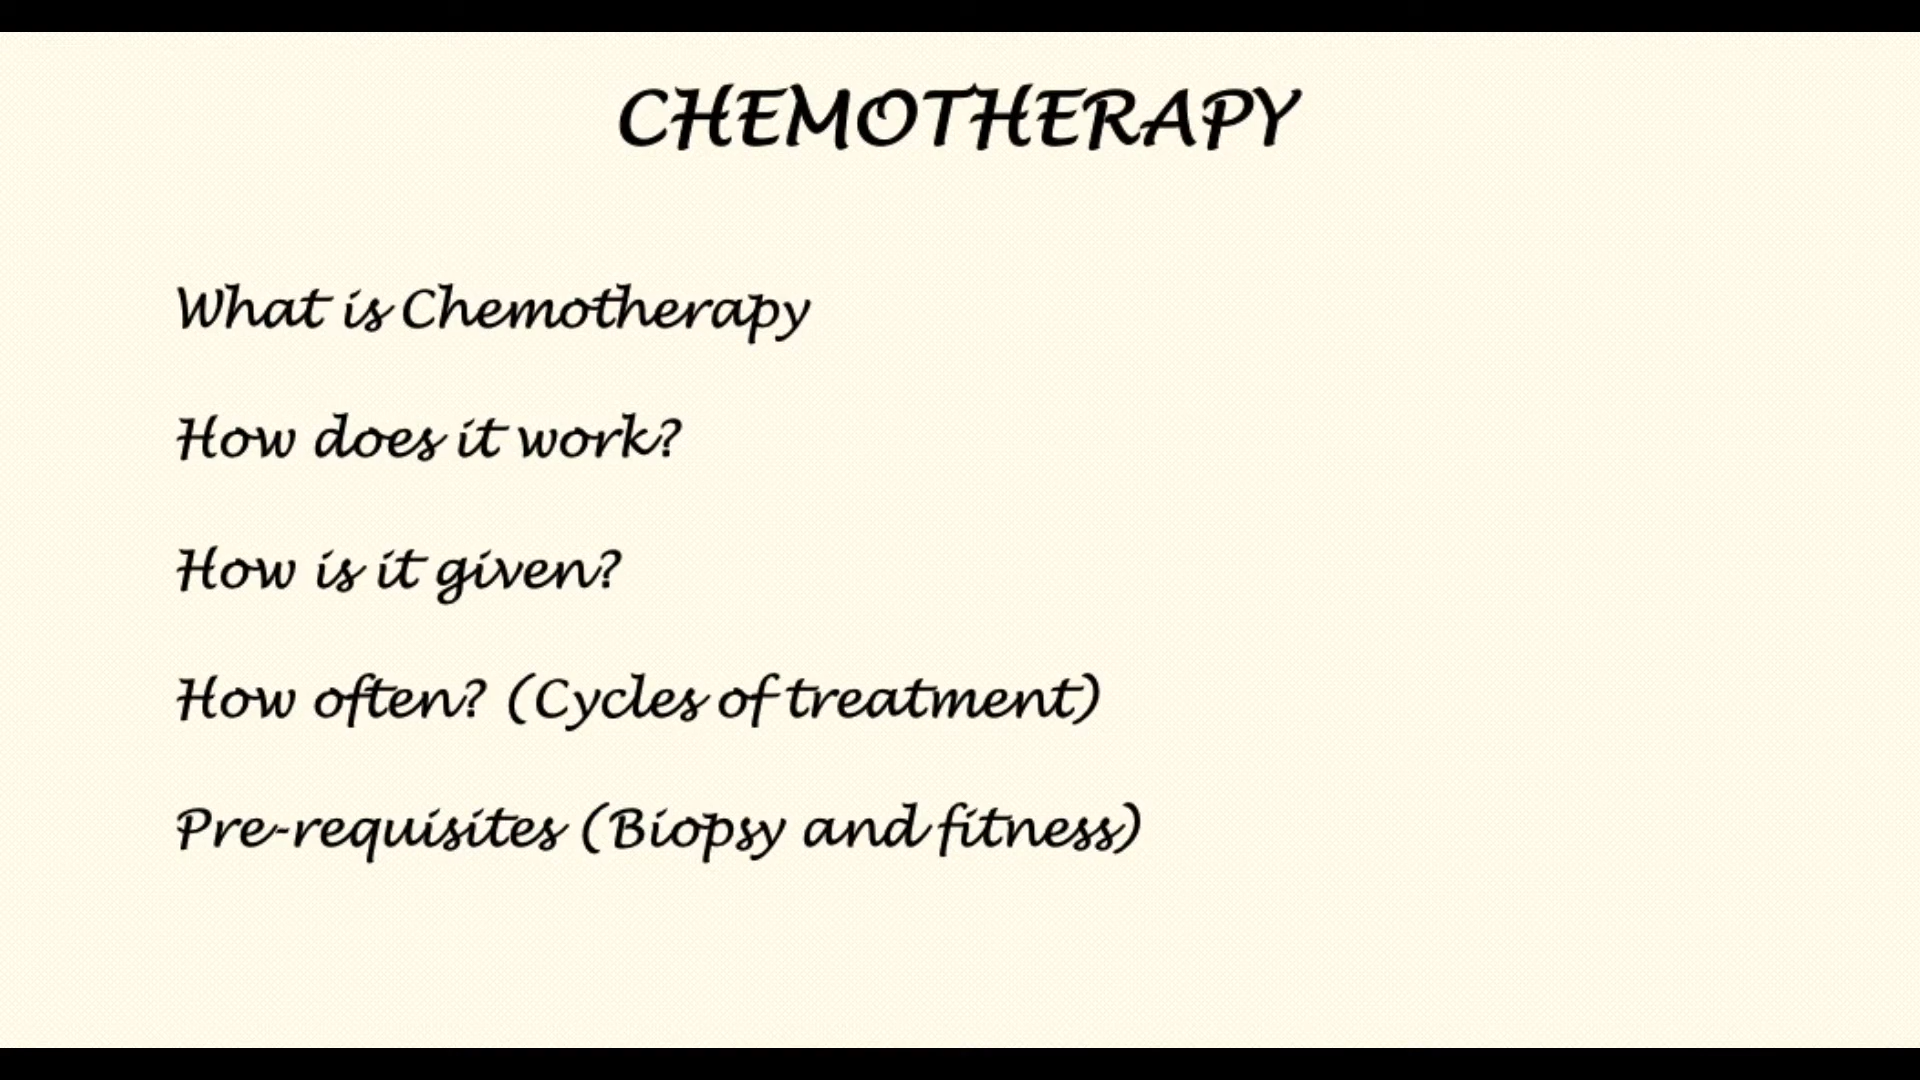 CHEMOTHERAPY
What is Chemotherapy
How does it work?
How is it given?
How often? (Cycles of treatment)
Pre-requisites (Biopsy and fitness)